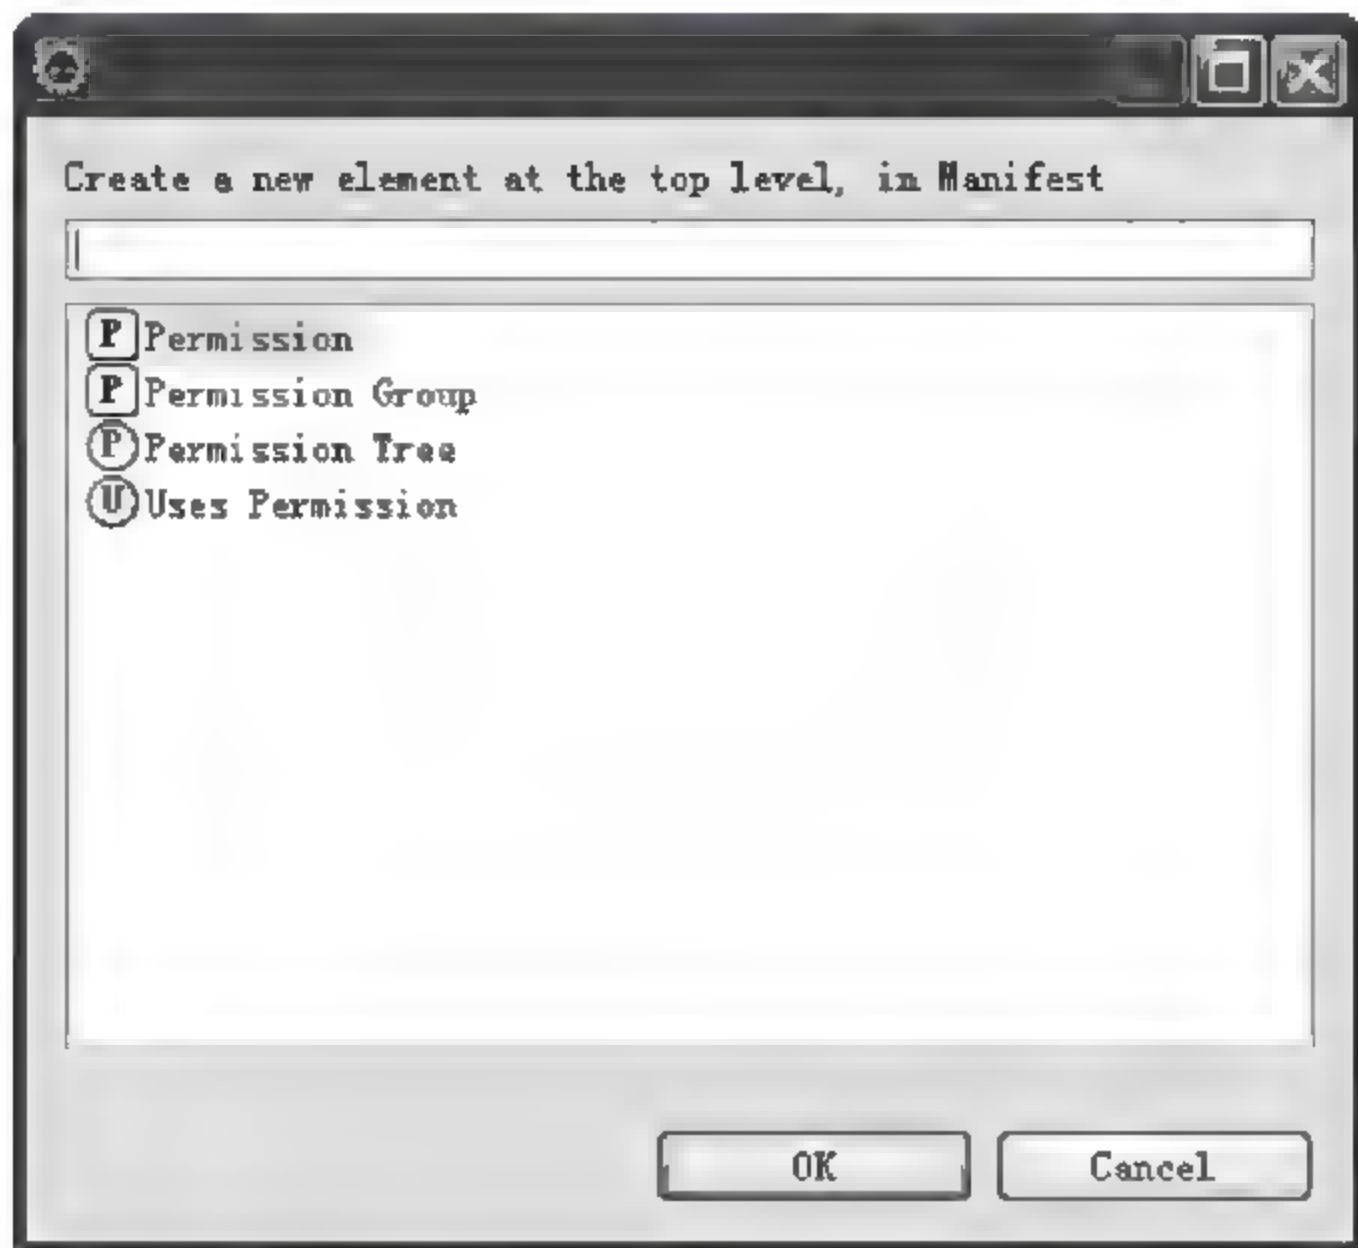 Create a new element at the top level, in Manifest
P Permission
P Permission Group
P Permission Tree
U Uses Permission
OK
Cancel